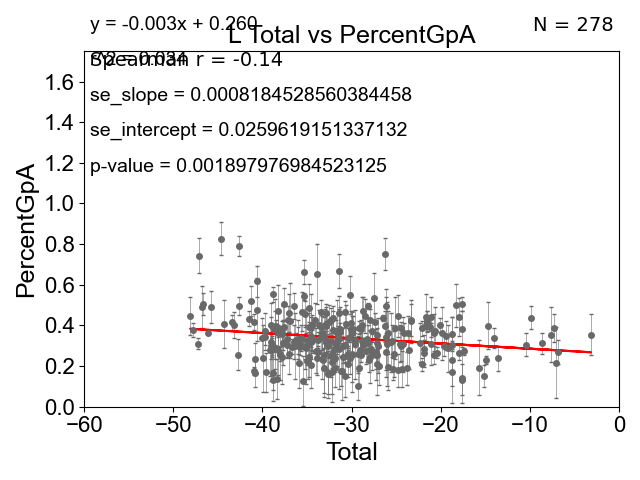 y = -0.003x + 0.260
N = 278
L Total vs PercentGpA
Spearman r = -0.14
se_slope = 0.0008184528560384458
se_intercept = 0.0259619151337132
p-value = 0.001897976984523125
PercentGpA
1.6
1.4
1.2
1.0
0.8
0.6
0.4
0.2
0.0
−60
−50
−40
−30
−20
−10
0
Total